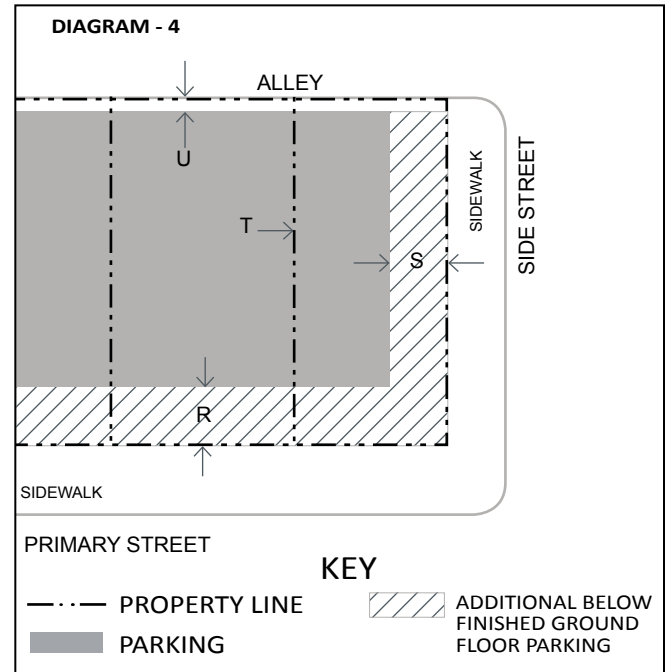 DIAGRAM - 4
ALLEY
U
T
S
R
SIDEWALK
SIDE STREET
SIDEWALK
PRIMARY STREET
KEY
PROPERTY LINE
PARKING
ADDITIONAL BELOW
FINISHED GROUND
FLOOR PARKING